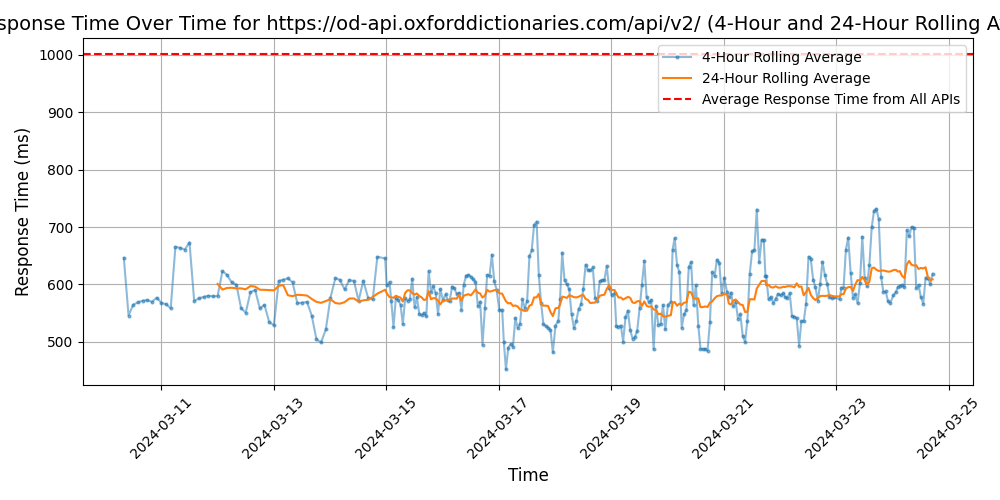 sponse Time Over Time for https://od-api.oxforddictionaries.com/api/v2/ (4-Hour and 24-Hour Rolling A
4-Hour Rolling Average
24-Hour Rolling Average
Average Response Time from All APIs
Response Time (ms)
1000
900
800
700
600
500
2024-03-11
2024-03-13
2024-03-15
2024-03-17
2024-03-19
2024-03-21
2024-03-23
2024-03-25
Time